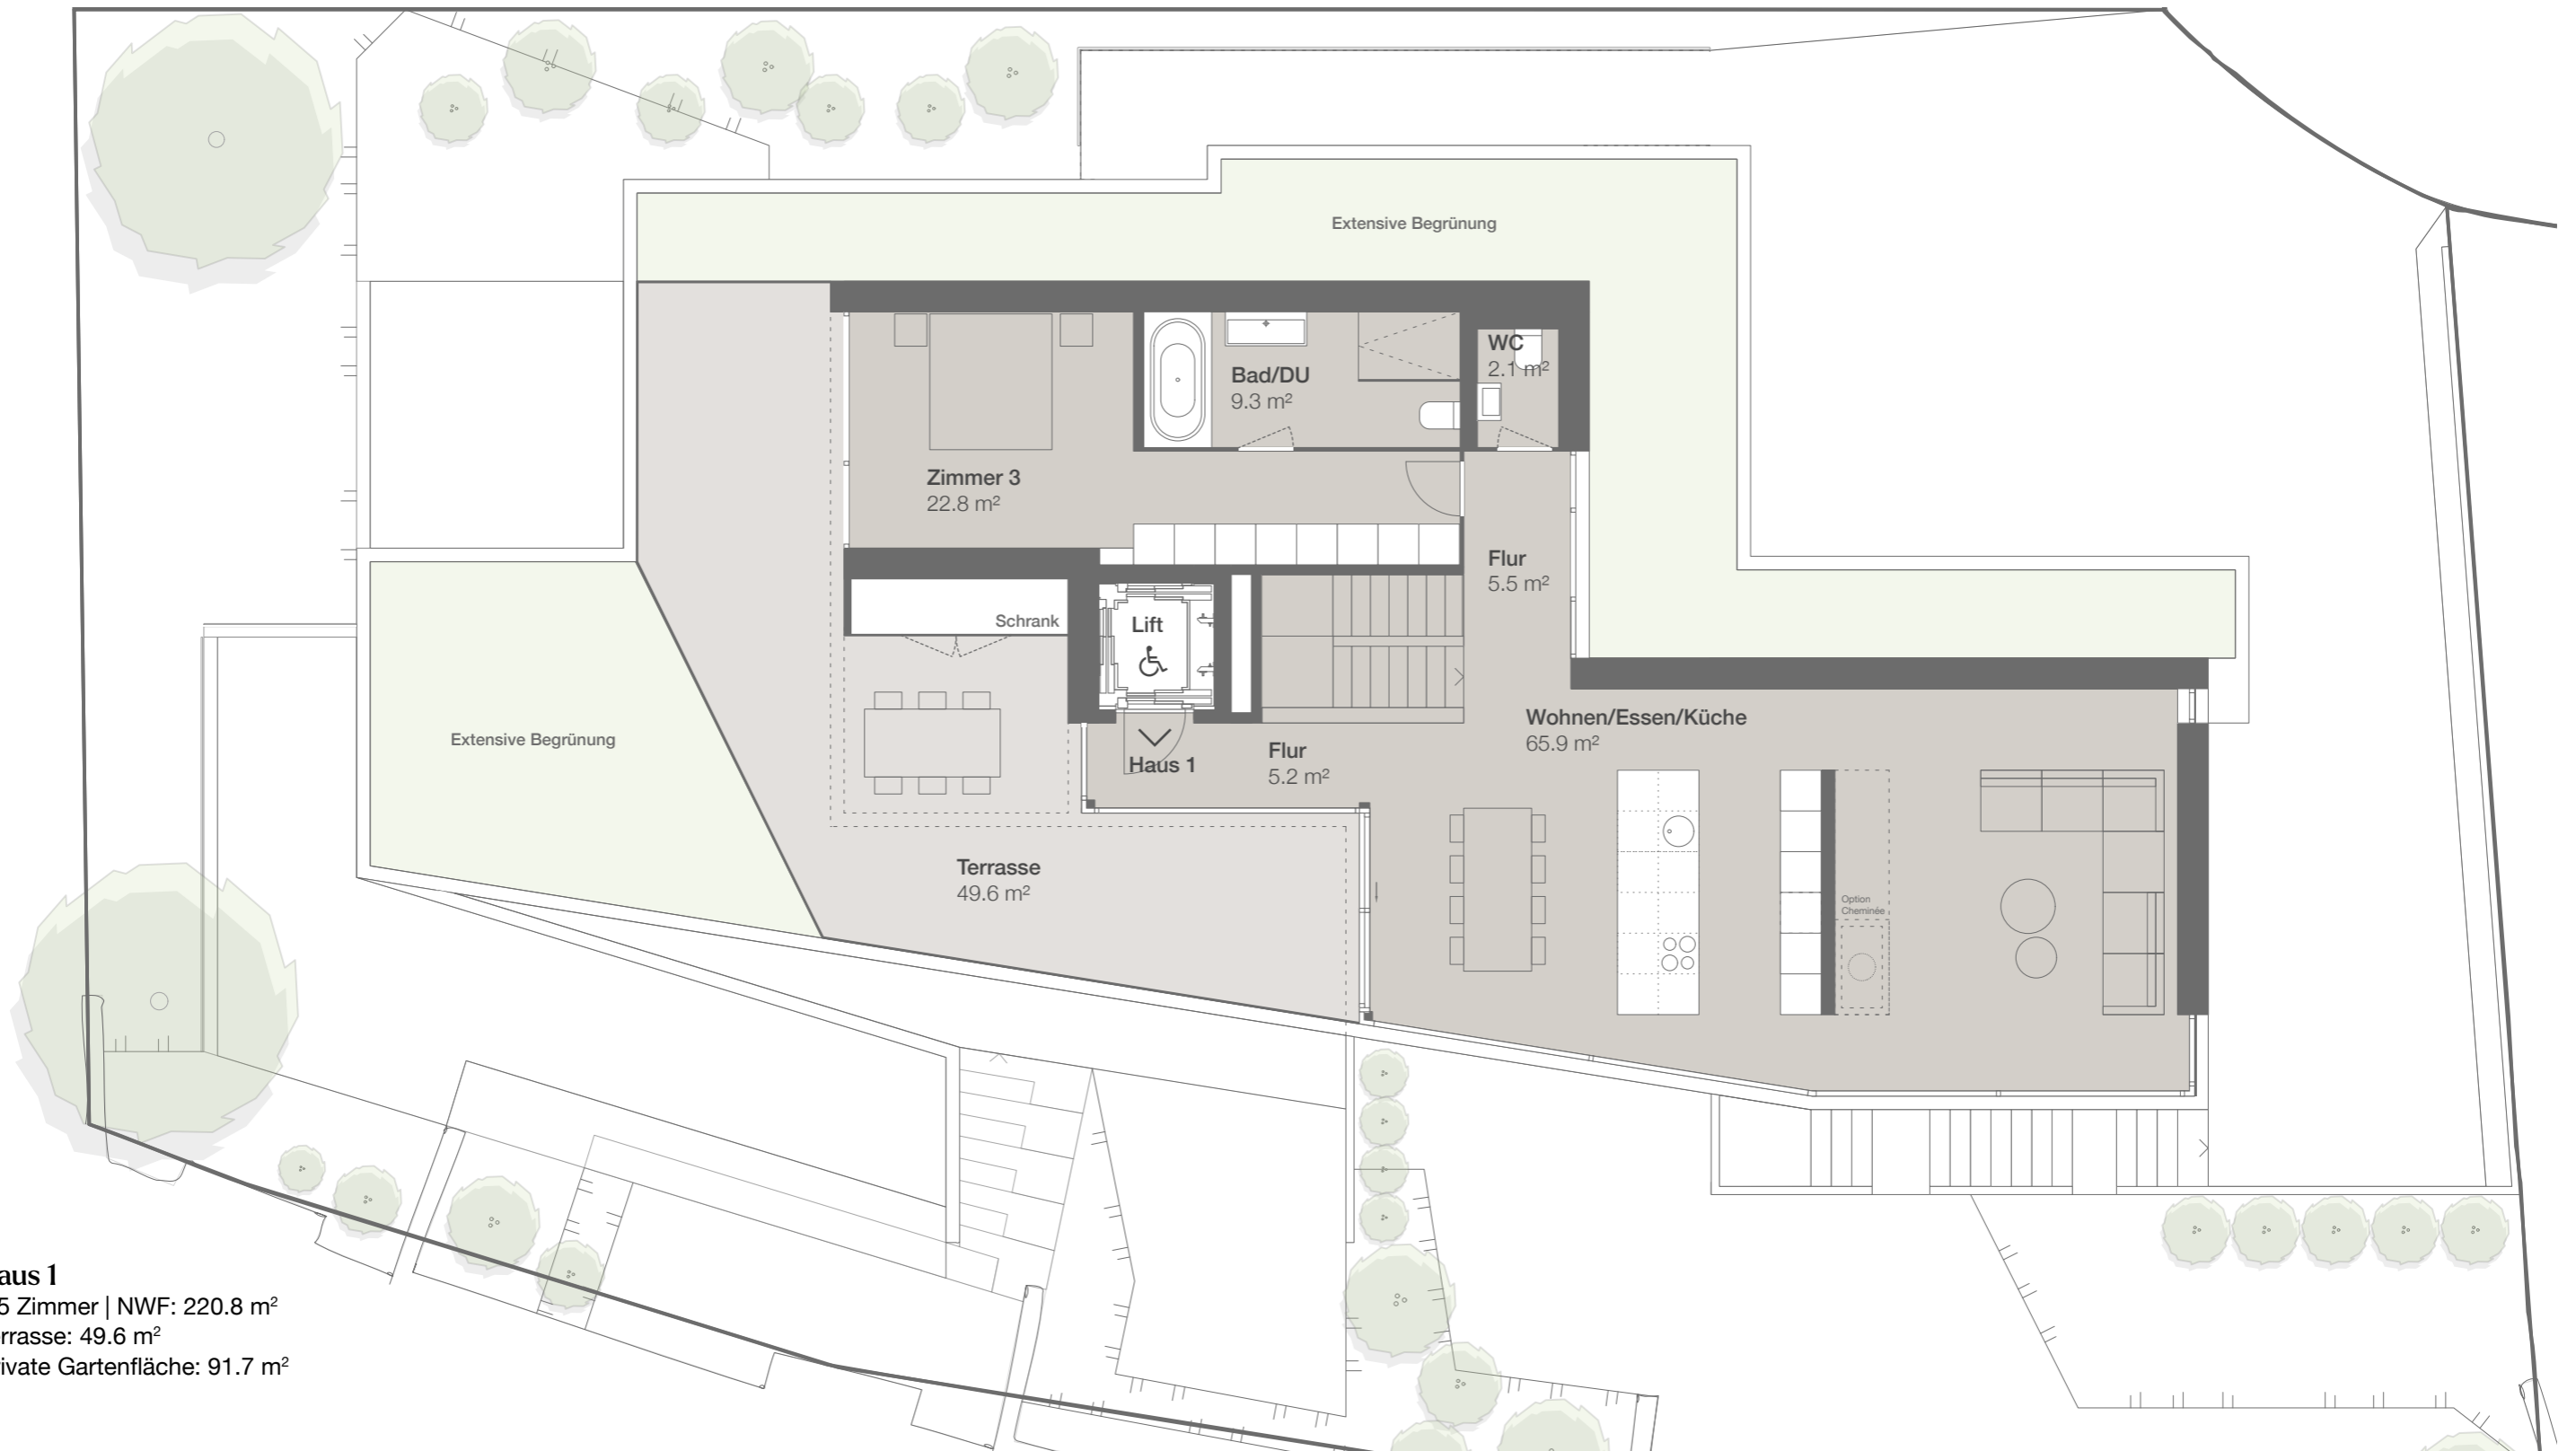 Extensive Begrünung
WC
2.1 m²
Bad/DU
9.3 m²
Zimmer 3
22.8 m²
Flur
5.5 m²
Schrank
Lift
Wohnen/Essen/Küche
65.9 m²
Extensive Begrünung
Flur
5.2 m²
Haus 1
Terrasse
49.6 m²
Option
Cheminée
aus 1
5 Zimmer | NWF: 220.8 m²
errasse: 49.6 m²
ivate Gartenfläche: 91.7 m²